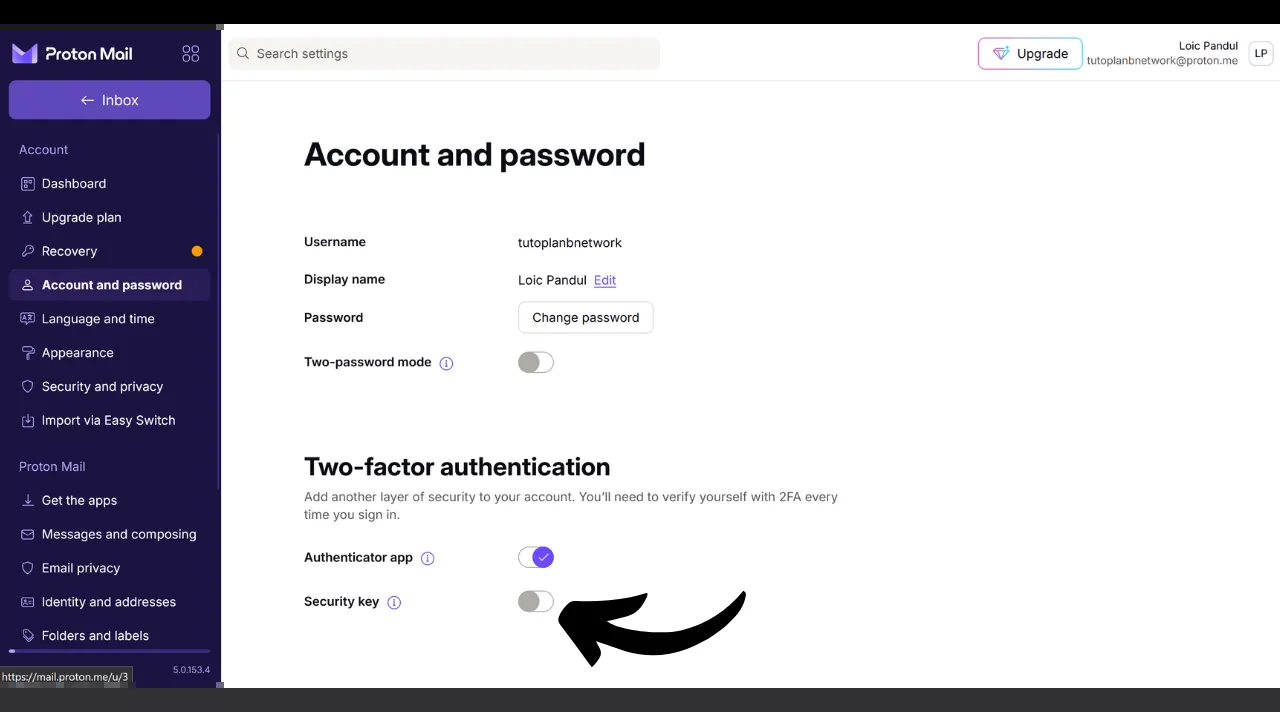 Proton Mail
Search settings
Upgrade
Loic Pandul
tutoplanbnetwork@proton.me
LP
← Inbox
Account
Dashboard
Upgrade plan
Recovery
Account and password
Language and time
Appearance
Security and privacy
Import via Easy Switch
Proton Mail
Get the apps
Messages and composing
Email privacy
Identity and addresses
Folders and labels
5.0.153.4
https://mail.proton.me/u/3
Account and password
Username
tutoplanbnetwork
Display name
Loic Pandul Edit
Password
Change password
Two-password mode
Two-factor authentication
Add another layer of security to your account. You’ll need to verify yourself with 2FA every
time you sign in.
Authenticator app
Security key